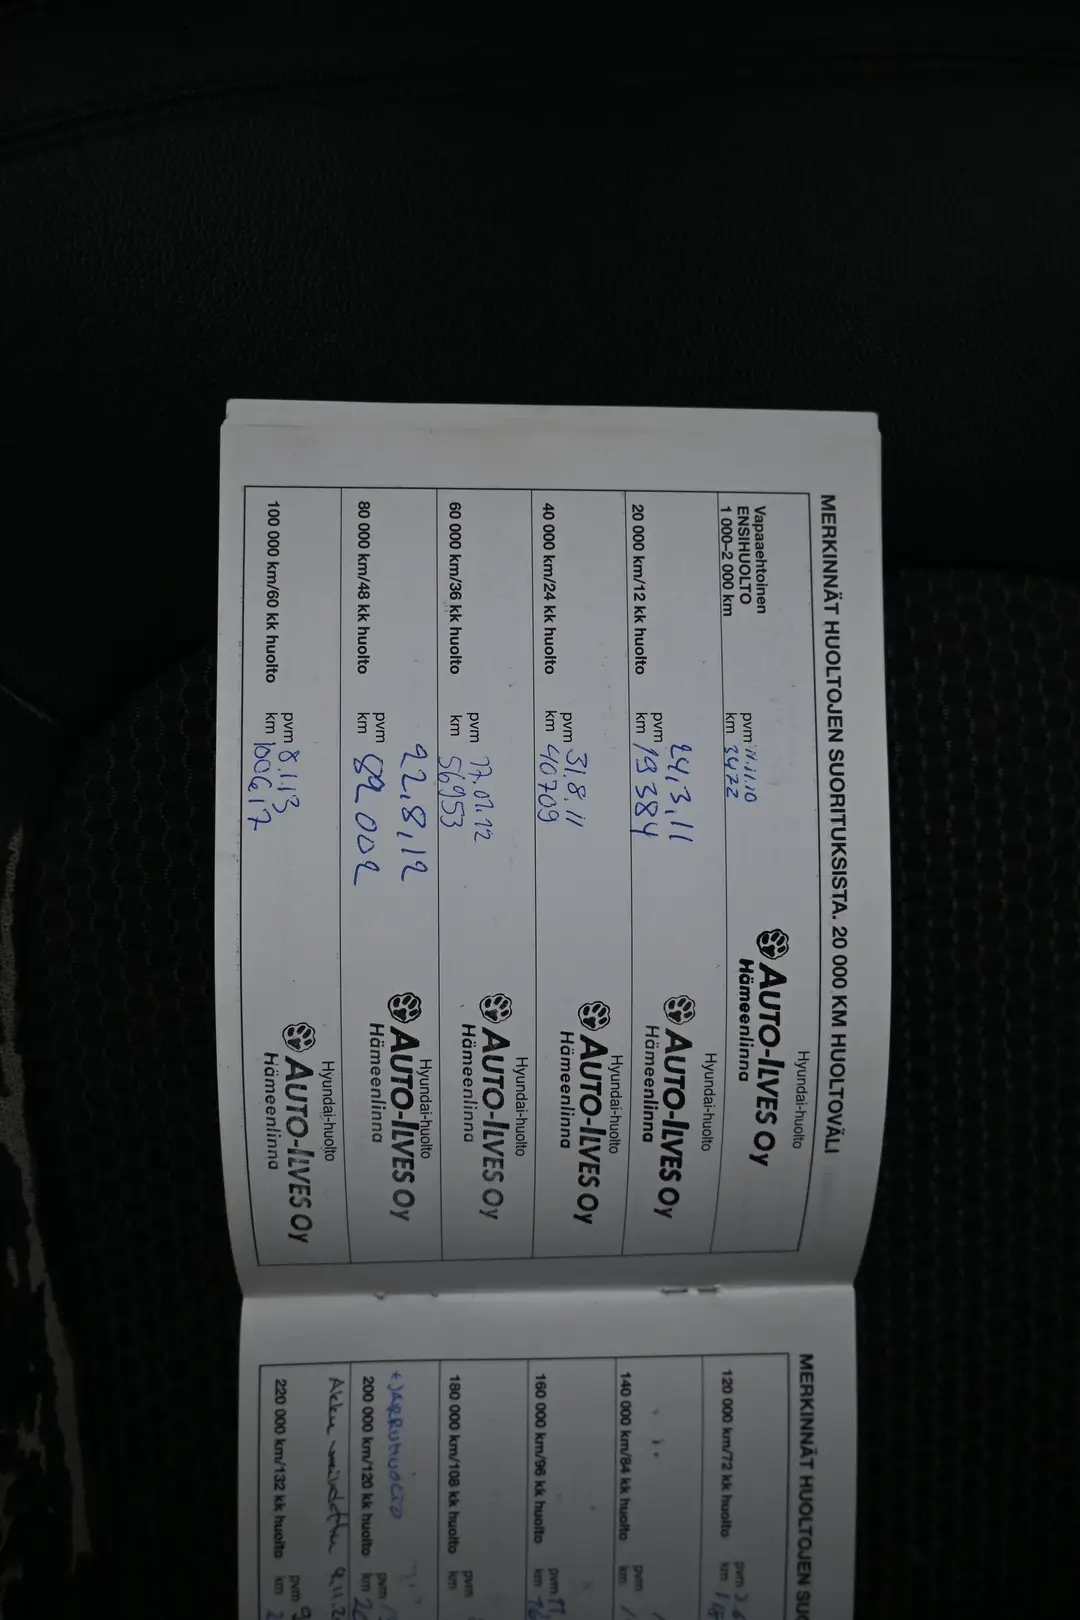 MERKINNÄT HUOLTOJEN SUORITUKSISTA. 20 000 KM HUOLTOVÄLI
Vapaaehtoinen
ENSIHUOLTO
1 000–2 000 km
pvm 11.11.10
km 3422
Hyundai-huolto
AUTO-ILVES Oy
Hämeenlinna
20 000 km/12 kk huolto
pvm 24,3,11
km 19384
Hyundai-huolto
AUTO-ILVES Oy
Hämeenlinna
40 000 km/24 kk huolto
pvm 31.8.11
km 40709
Hyundai-huolto
AUTO-ILVES Oy
Hämeenlinna
60 000 km/36 kk huolto
pvm 17.01.12
km 56953
Hyundai-huolto
AUTO-ILVES Oy
Hämeenlinna
80 000 km/48 kk huolto
pvm 22,8,12
km 82.002
Hyundai-huolto
AUTO-ILVES Oy
Hämeenlinna
100 000 km/60 kk huolto
pvm 8.1.13
km 100617
Hyundai-huolto
AUTO-ILVES Oy
Hämeenlinna
MERKINNÄT HUOLTOJEN
120 000 km/72 kk huolto
pvm
km
140 000 km/84 kk huolto
pvm
km
160 000 km/96 kk huolto
pvm
km
180 000 km/108 kk huolto
pvm
km
200 000 km/120 kk huolto
pvm
km
Akku
220 000 km/132 kk huolto
pvm
km